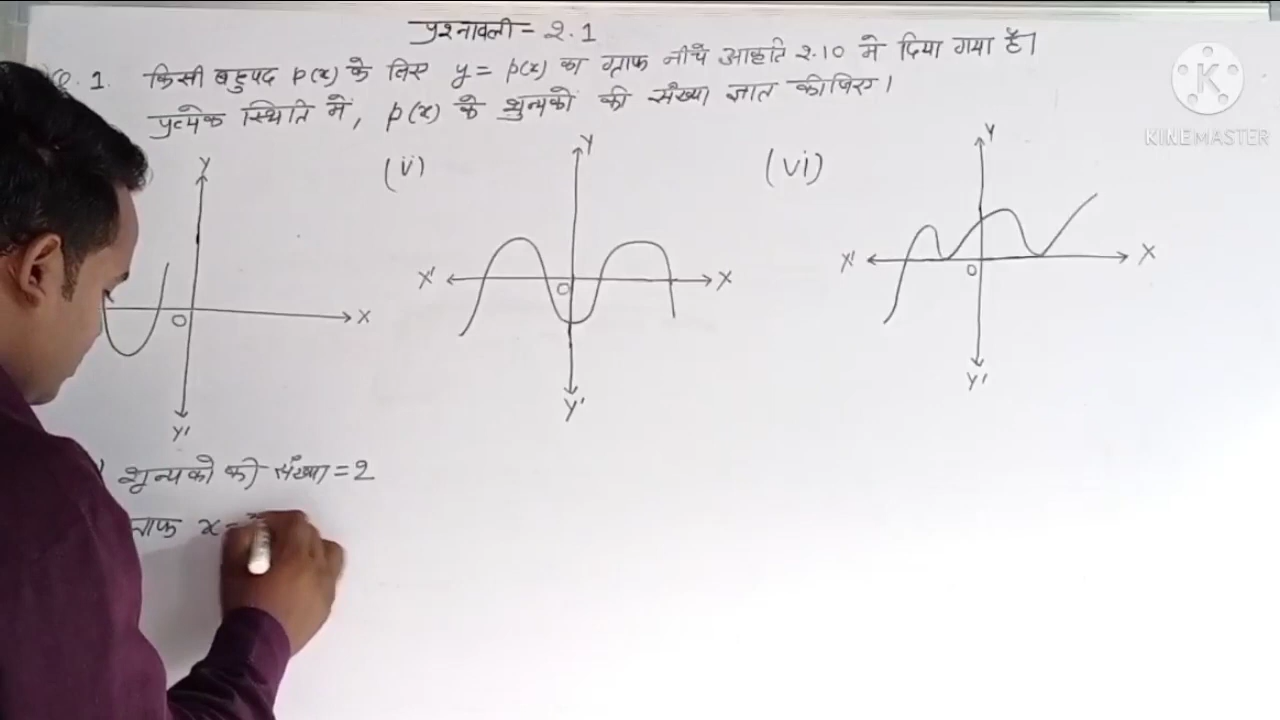 प्रश्नावली = 2.1
1. किसी बहुपद p(x) के लिए y = p(x) का ग्राफ नीचे आकृति 2.10 मे दिया गया है।
प्रत्येक स्थिति में, p(x) के शुन्यको की संख्या ज्ञात कीजिए।
K
KINEMASTER
Y
O
X
Y'
(v)
Y
X'
O
X
Y'
(vi)
Y
X'
O
X
Y'
शून्यको की संख्या = 2
x